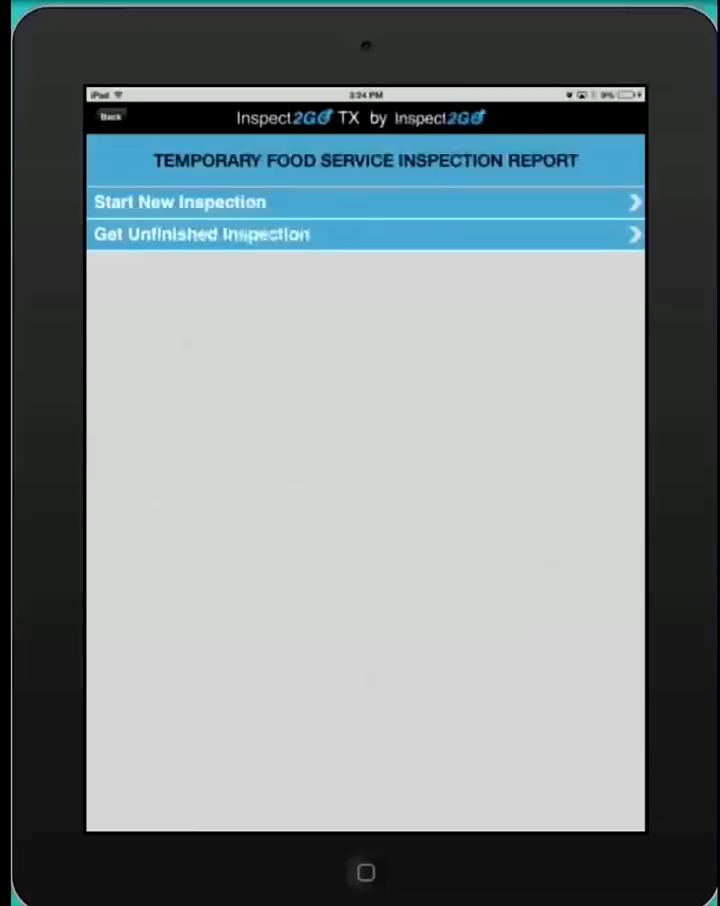 iPad
3:24 PM
9%
Back
Inspect2GO TX by Inspect2GO
TEMPORARY FOOD SERVICE INSPECTION REPORT
Start New Inspection
Get Unfinished Inspection